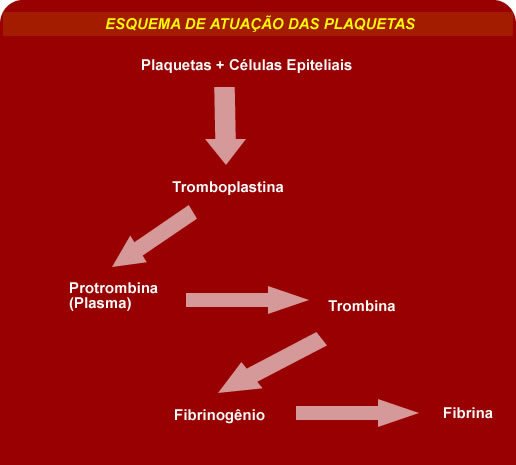 ESQUEMA DE ATUAÇÃO DAS PLAQUETAS
Plaquetas + Células Epiteliais
Tromboplastina
Protrombina
(Plasma)
Trombina
Fibrinogênio
Fibrina